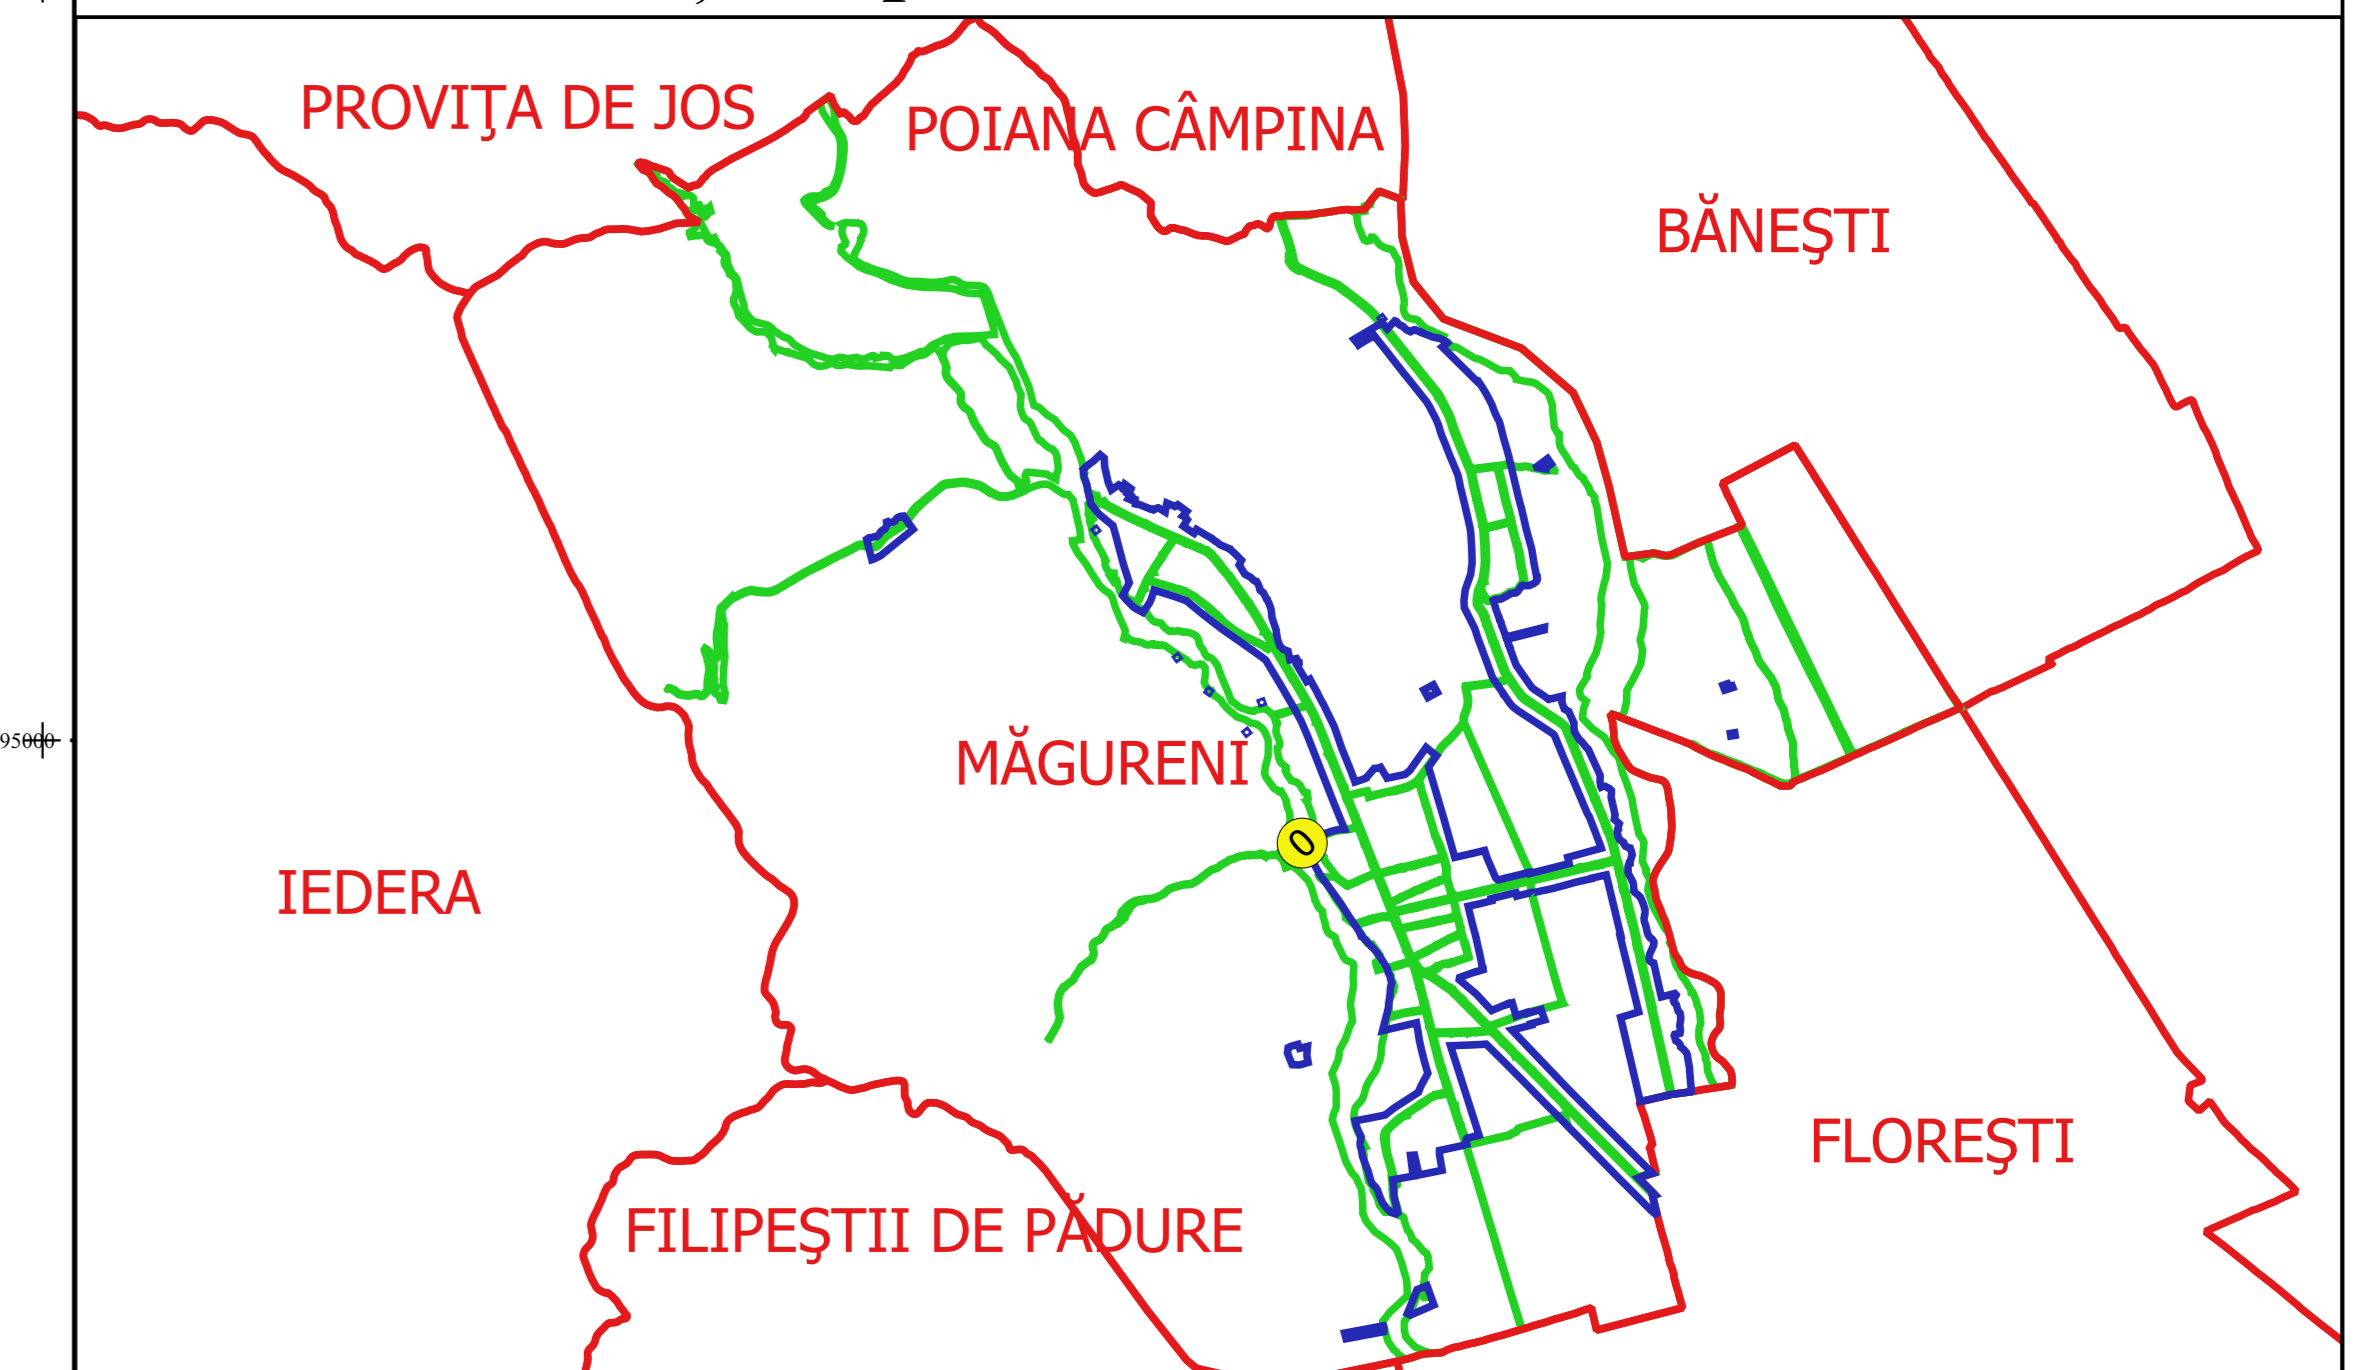 PROVIŢA DE JOS
POIANA CÂMPINA
BĂNEŞTI
95000
MĂGURENI
0
IEDERA
FLOREŞTI
FILIPEŞTII DE PĂDURE